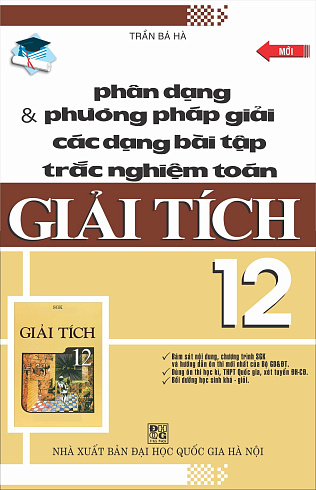 TRẦN BÁ HÀ
MỚI
phân dạng
& phương pháp giải
các dạng bài tập
trắc nghiệm toán
GIẢI TÍCH
12
SGK
GIẢI TÍCH
12
✓ Bám sát nội dung, chương trình SGK
và hướng dẫn ôn thi mới nhất của Bộ GD&ĐT.
✓ Dùng ôn thi học kì, THPT Quốc gia, xét tuyển ĐH-CĐ.
✓ Bồi dưỡng học sinh khá - giỏi.
NHÀ XUẤT BẢN ĐẠI HỌC QUỐC GIA HÀ NỘI